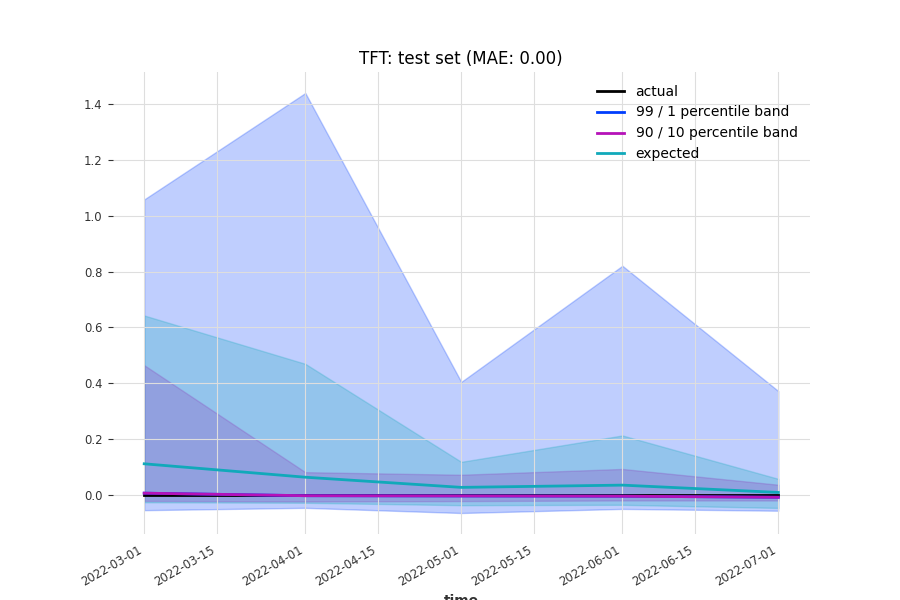 TFT: test set (MAE: 0.00)
actual
99 / 1 percentile band
90 / 10 percentile band
expected
1.4
1.2
1.0
0.8
0.6
0.4
0.2
0.0
2022-03-01
2022-03-15
2022-04-01
2022-04-15
2022-05-01
2022-05-15
2022-06-01
2022-06-15
2022-07-01
time